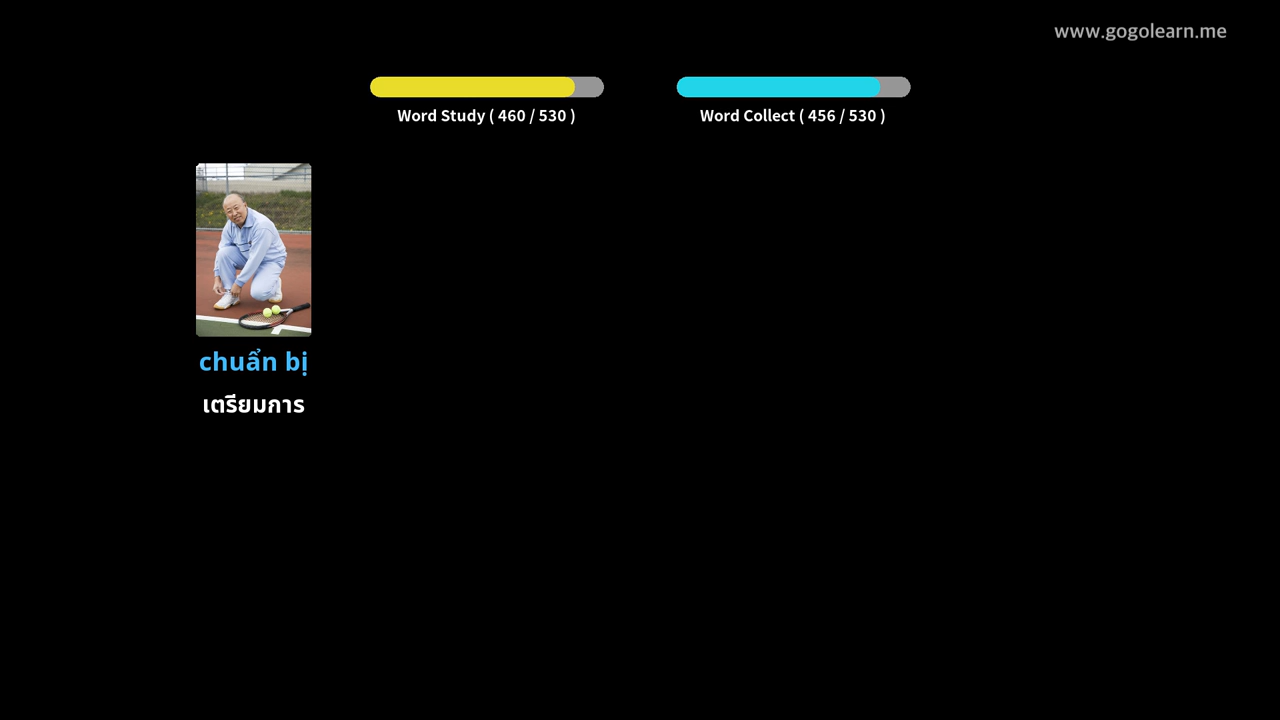 www.gogolearn.me
Word Study ( 460 / 530 )
Word Collect ( 456 / 530 )
chuẩn bị
เตรียมการ